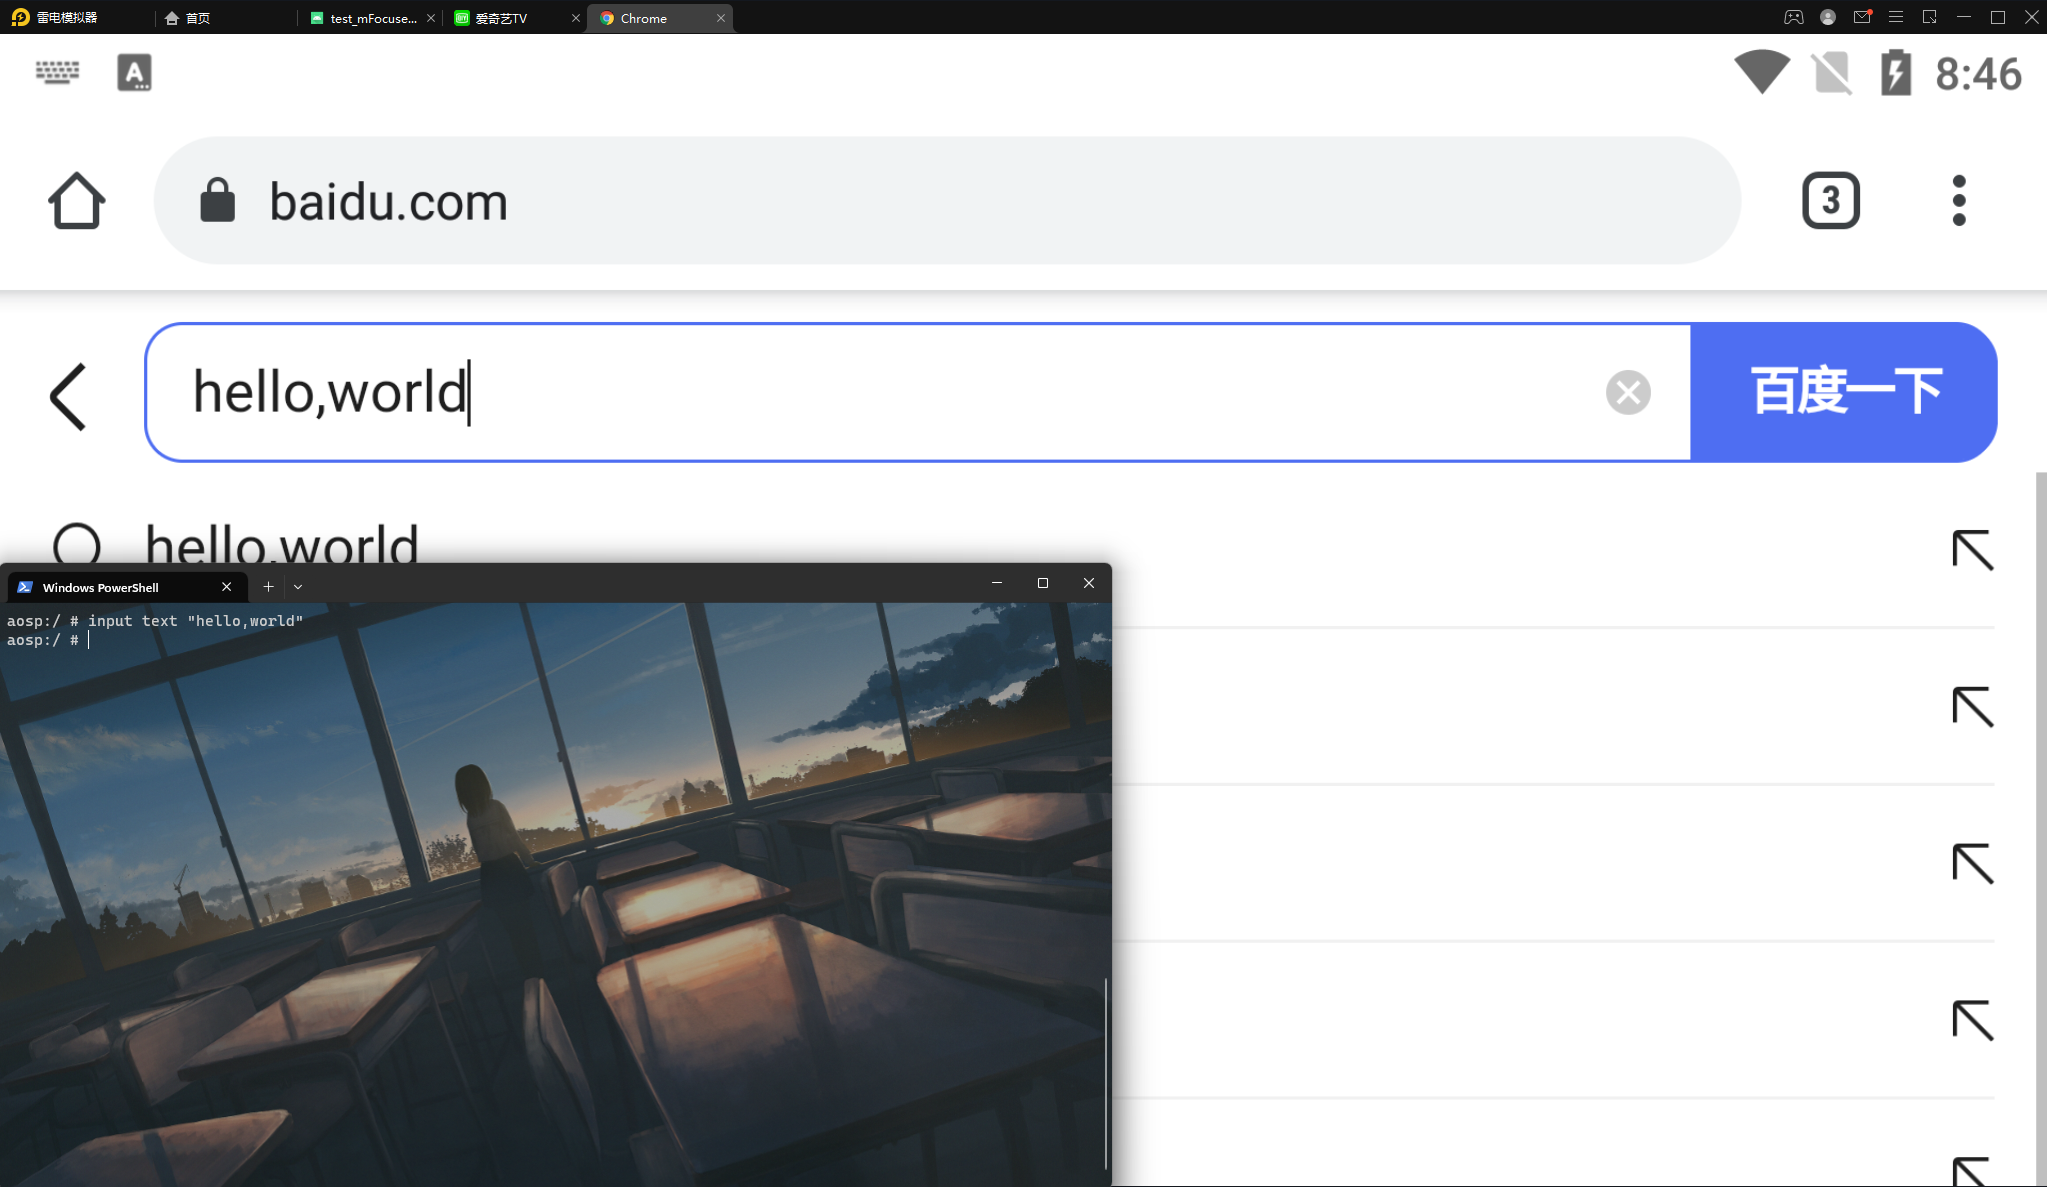 雷电模拟器
首页
test_mFocuse...
爱奇艺TV
Chrome
A
8:46
baidu.com
3
hello,world
百度一下
hello,world
Windows PowerShell
aosp:/ # input text "hello,world"
aosp:/ #